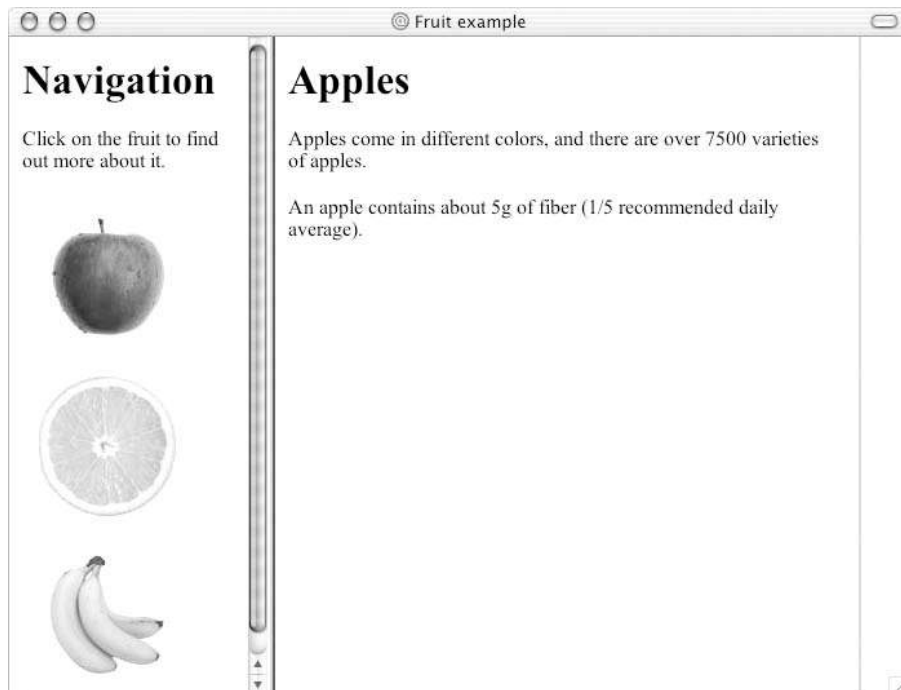 @ Fruit example
Navigation
Click on the fruit to find
out more about it.
Apples
Apples come in different colors, and there are over 7500 varieties
of apples.
An apple contains about 5g of fiber (1/5 recommended daily
average).